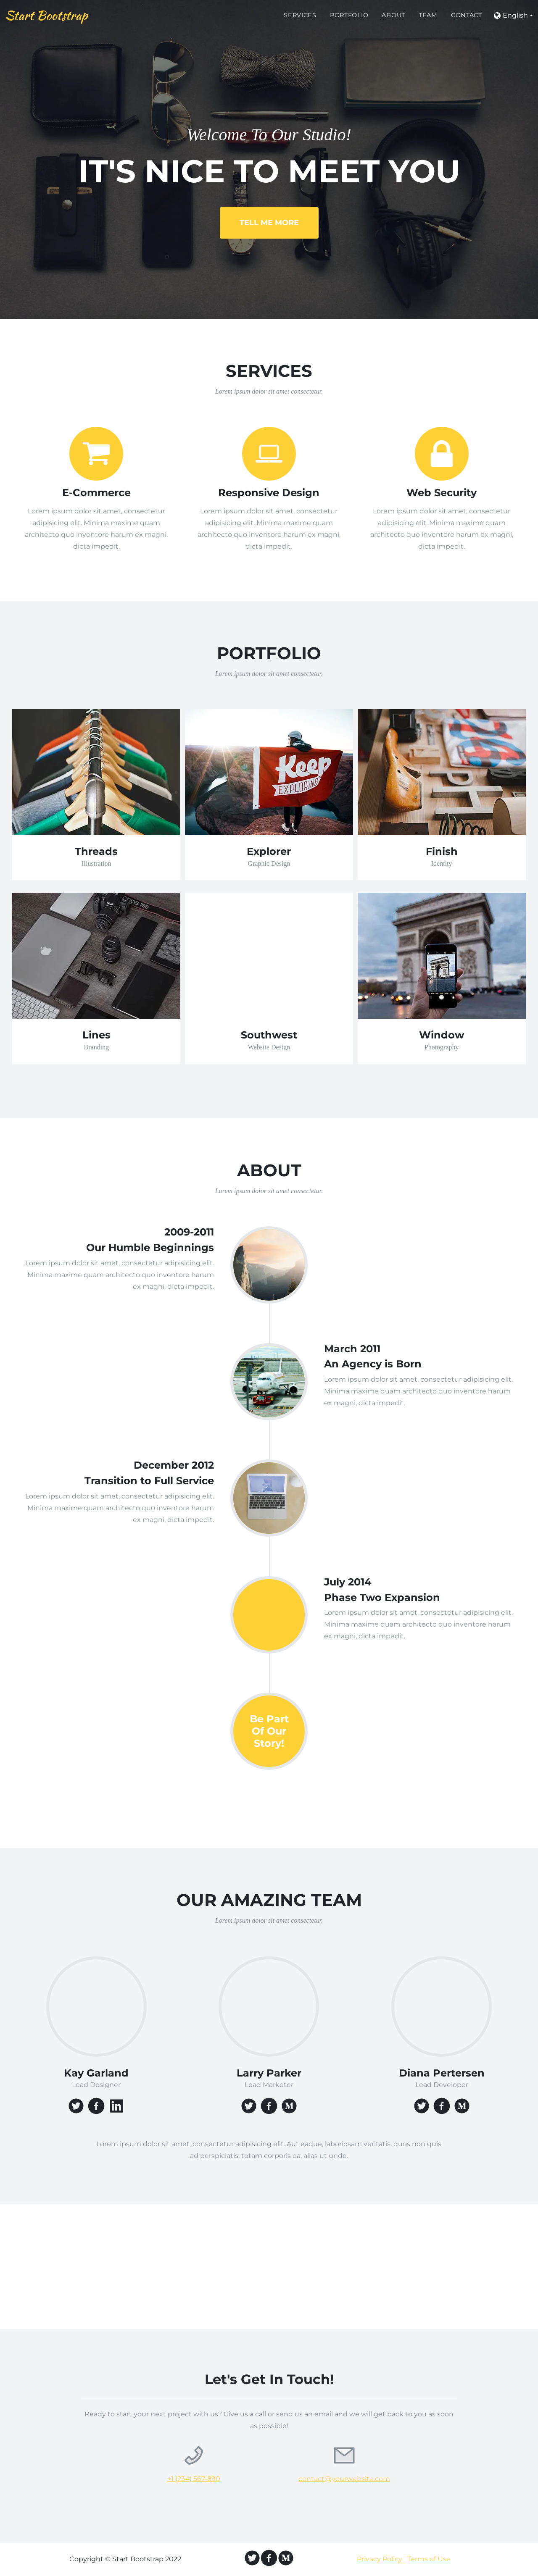 Start Bootstrap
SERVICES PORTFOLIO ABOUT TEAM CONTACT English
Welcome To Our Studio!
IT'S NICE TO MEET YOU
TELL ME MORE
SERVICES
Lorem ipsum dolor sit amet consectetur.
E-Commerce
Lorem ipsum dolor sit amet, consectetur
adipisicing elit. Minima maxime quam
architecto quo inventore harum ex magni,
dicta impedit.
Responsive Design
Lorem ipsum dolor sit amet, consectetur
adipisicing elit. Minima maxime quam
architecto quo inventore harum ex magni,
dicta impedit.
Web Security
Lorem ipsum dolor sit amet, consectetur
adipisicing elit. Minima maxime quam
architecto quo inventore harum ex magni,
dicta impedit.
PORTFOLIO
Lorem ipsum dolor sit amet consectetur.
Threads
Illustration
Keep
EXPLORING
Explorer
Graphic Design
Finish
Identity
Lines
Branding
Southwest
Website Design
Window
Photography
ABOUT
Lorem ipsum dolor sit amet consectetur.
2009-2011
Our Humble Beginnings
Lorem ipsum dolor sit amet, consectetur adipisicing elit.
Minima maxime quam architecto quo inventore harum
ex magni, dicta impedit.
March 2011
An Agency is Born
Lorem ipsum dolor sit amet, consectetur adipisicing elit.
Minima maxime quam architecto quo inventore harum
ex magni, dicta impedit.
December 2012
Transition to Full Service
Lorem ipsum dolor sit amet, consectetur adipisicing elit.
Minima maxime quam architecto quo inventore harum
ex magni, dicta impedit.
July 2014
Phase Two Expansion
Lorem ipsum dolor sit amet, consectetur adipisicing elit.
Minima maxime quam architecto quo inventore harum
ex magni, dicta impedit.
Be Part
Of Our
Story!
OUR AMAZING TEAM
Lorem ipsum dolor sit amet consectetur.
Kay Garland
Lead Designer
Larry Parker
Lead Marketer
Diana Pertersen
Lead Developer
Lorem ipsum dolor sit amet, consectetur adipisicing elit. Aut eaque, laboriosam veritatis, quos non quis
ad perspiciatis, totam corporis ea, alias ut unde.
Let's Get In Touch!
Ready to start your next project with us? Give us a call or send us an email and we will get back to you as soon
as possible!
+1 (234) 567-890
contact@yourwebsite.com
Copyright © Start Bootstrap 2022
Privacy Policy Terms of Use